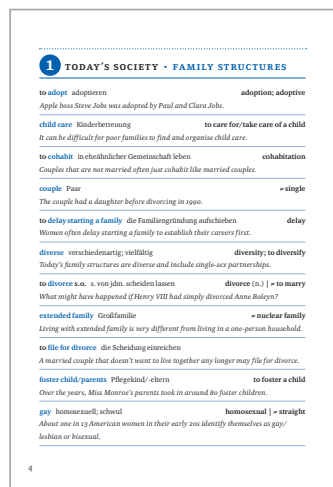 1 TODAY´S SOCIETY • FAMILY STRUCTURES
to adopt adoptieren adoption; adoptive
Apple boss Steve Jobs was adopted by Paul and Clara Jobs.
child care Kinderbetreuung to care for/take care of a child
It can be difficult for poor families to find and organise child care.
to cohabit in eheähnlicher Gemeinschaft leben cohabitation
Couples that are not married often just cohabit like married couples.
couple Paar ≠ single
The couple had a daughter before divorcing in 1990.
to delay starting a family die Familiengründung aufschieben delay
Women often delay starting a family to establish their careers first.
diverse verschiedenartig; vielfältig diversity; to diversify
Today's family structures are diverse and include single-sex partnerships.
to divorce s.o. s. von jdm. scheiden lassen divorce (n.) | ≠ to marry
What might have happened if Henry VIII had simply divorced Anne Boleyn?
extended family Großfamilie ≠ nuclear family
Living with extended family is very different from living in a one-person household.
to file for divorce die Scheidung einreichen
A married couple that doesn't want to live together any longer may file for divorce.
foster child/parents Pflegekind/-eltern to foster a child
Over the years, Miss Monroe's parents took in around 80 foster children.
gay homosexuell; schwul homosexual | ≠ straight
About one in 13 American women in their early 20s identify themselves as gay/
lesbian or bisexual.
4